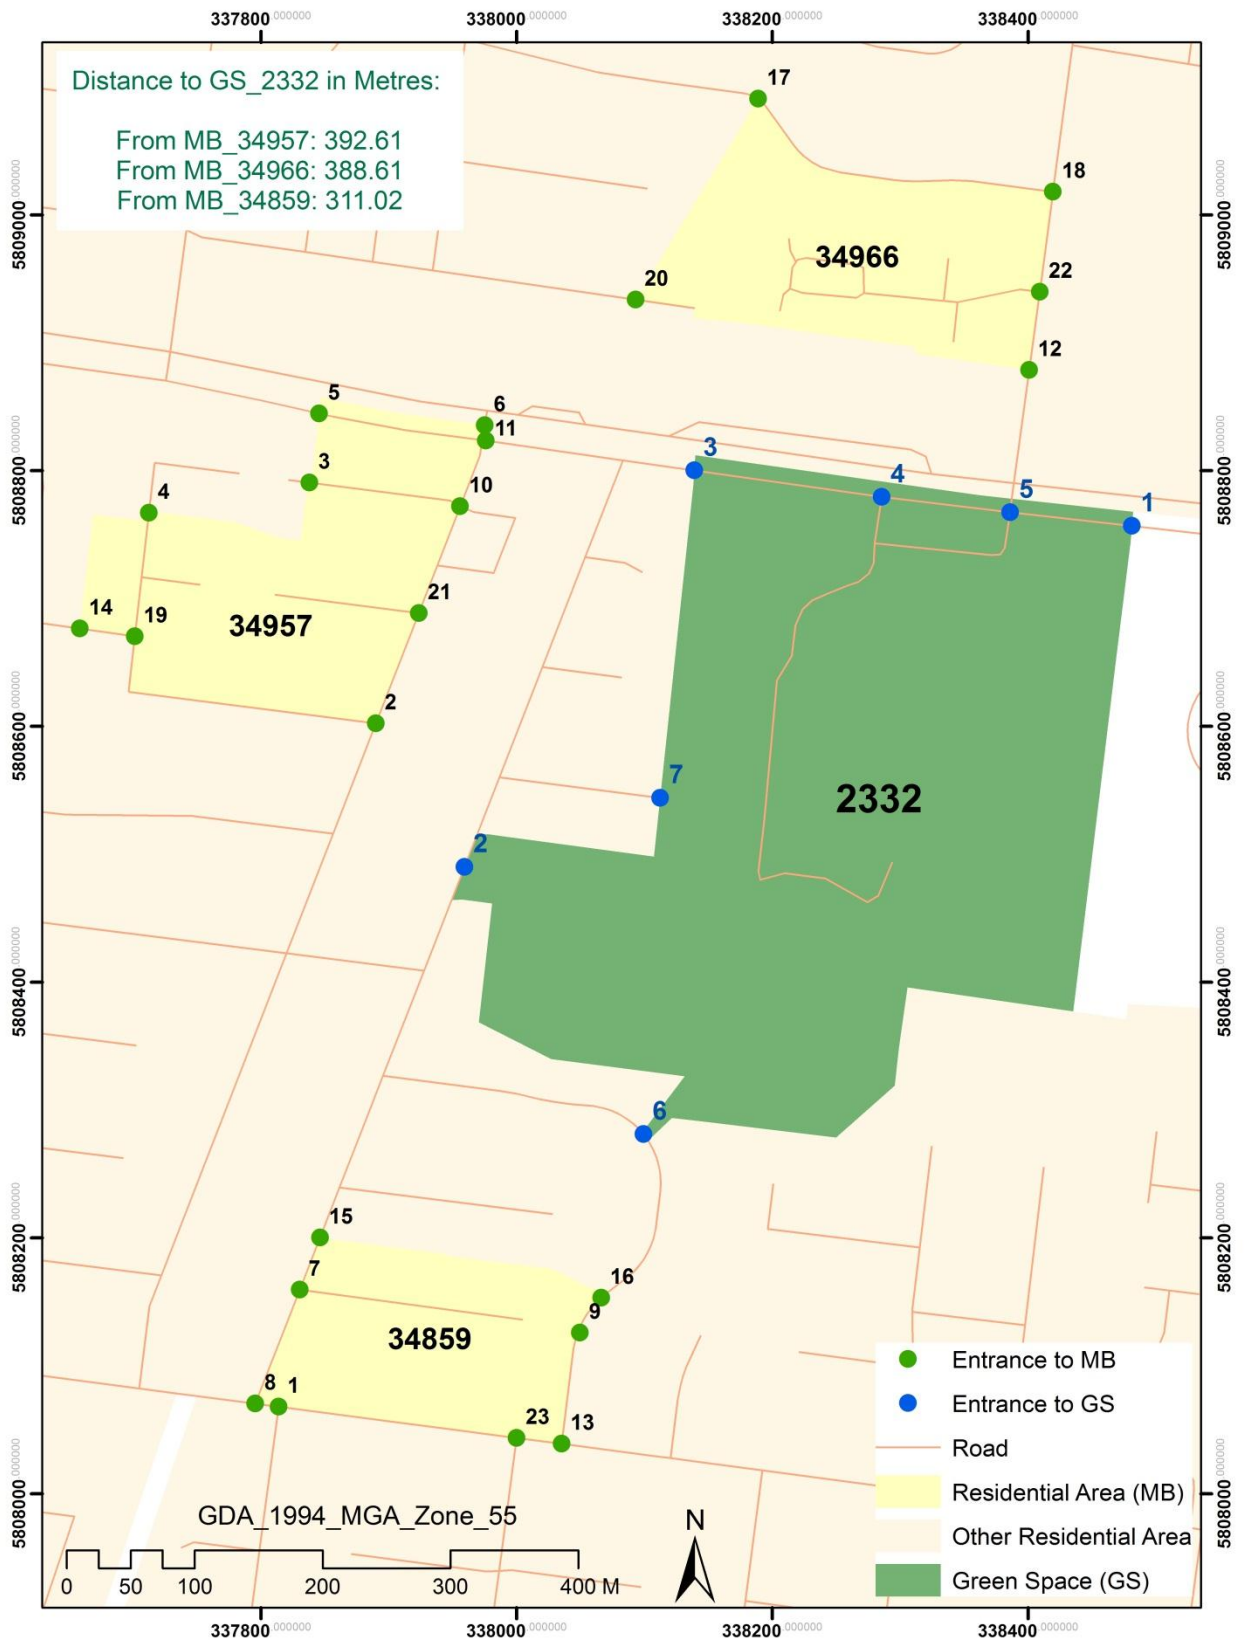 337800.000000 338000.000000 338200.000000 338400.000000
Distance to GS_2332 in Metres:
From MB_34957: 392.61
From MB_34966: 388.61
From MB_34859: 311.02
17
18
5809000.000000 5809000.000000
34966
20
22
12
5
6
11
5808800.000000 5808800.000000
3
3
4
5
1
4
10
14
19
34957
21
2
5808600.000000 5808600.000000
7
2332
2
5808400.000000 5808400.000000
6
15
5808200.000000 5808200.000000
7
16
9
34859
8
1
23
13
Entrance to MB
Entrance to GS
Road
Residential Area (MB)
Other Residential Area
Green Space (GS)
5808000.000000 5808000.000000
GDA_1994_MGA_Zone_55
N
0 50 100 200 300 400 M
337800.000000 338000.000000 338200.000000 338400.000000